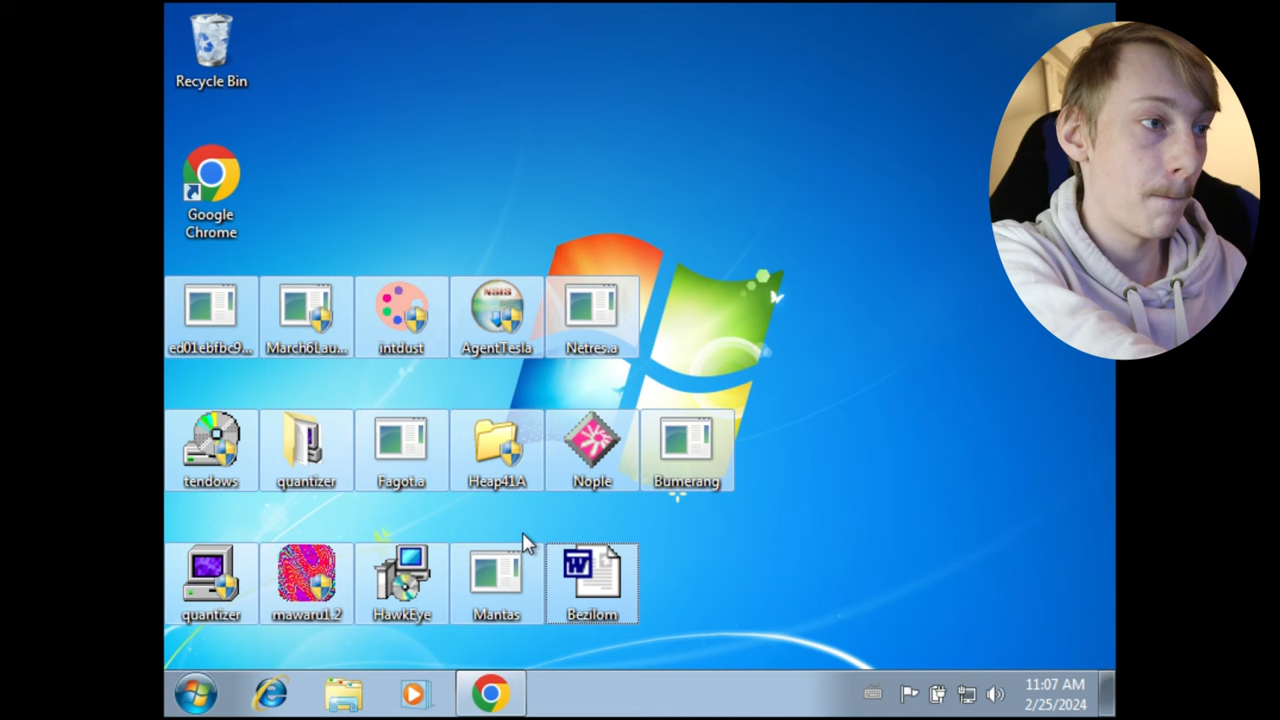 Recycle Bin
Google
Chrome
ed01ebfbc9...
March6Lau...
intdust
NSIS
AgentTesla
Netres.a
tendows
quantizer
Fagot.a
Heap41A
Nople
Bumerang
quantizer
mawaru1.2
HawkEye
Mantas
W
Bezilom
11:07 AM
2/25/2024